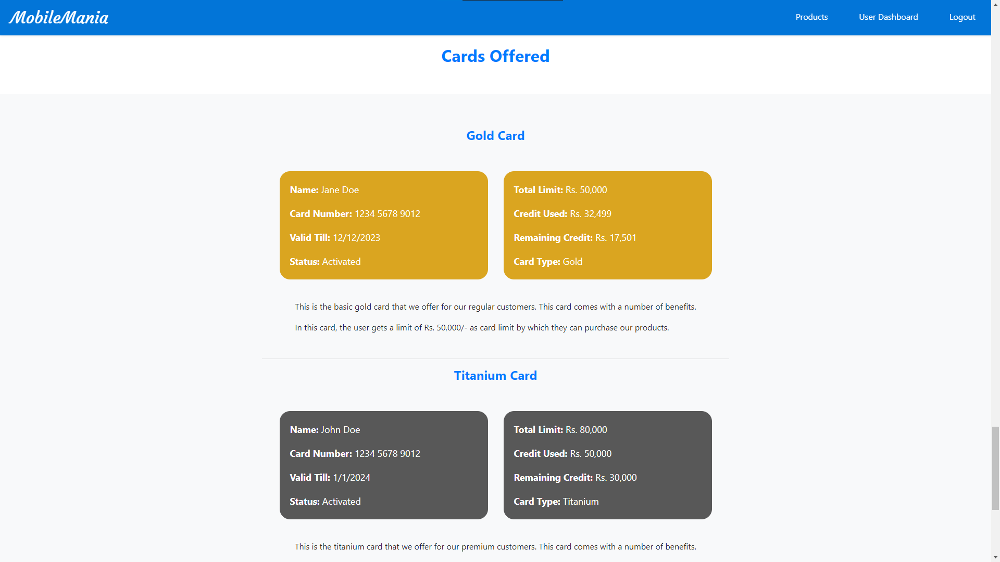 MobileMania
Products
User Dashboard
Logout
Cards Offered
Gold Card
Name: Jane Doe
Card Number: 1234 5678 9012
Valid Till: 12/12/2023
Status: Activated
Total Limit: Rs. 50,000
Credit Used: Rs. 32,499
Remaining Credit: Rs. 17,501
Card Type: Gold
This is the basic gold card that we offer for our regular customers. This card comes with a number of benefits.
In this card, the user gets a limit of Rs. 50,000/- as card limit by which they can purchase our products.
Titanium Card
Name: John Doe
Card Number: 1234 5678 9012
Valid Till: 1/1/2024
Status: Activated
Total Limit: Rs. 80,000
Credit Used: Rs. 50,000
Remaining Credit: Rs. 30,000
Card Type: Titanium
This is the titanium card that we offer for our premium customers. This card comes with a number of benefits.